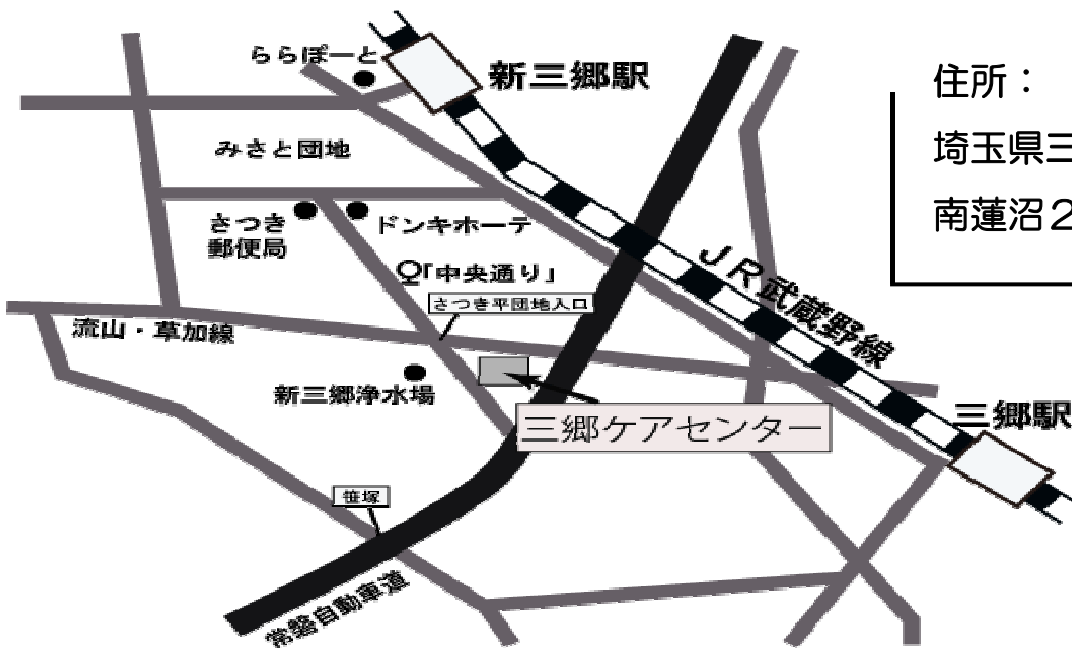 ららぽーと
新三郷駅
住所：
埼玉県三
南蓮沼２
みさと団地
さつき
郵便局
ドンキホーテ
「中央通り」
さつき平団地入口
JR武蔵野線
流山・草加線
新三郷浄水場
三郷ケアセンター
三郷駅
笹塚
常磐自動車道